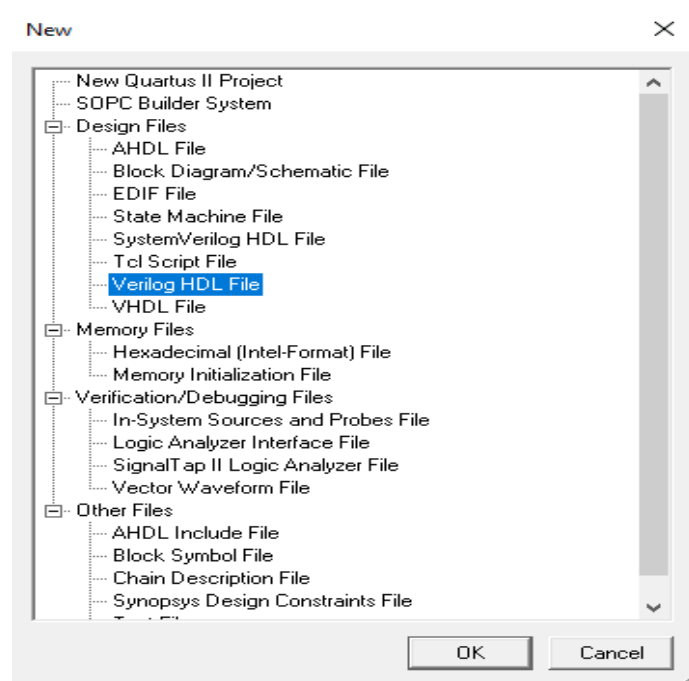 New
New Quartus II Project
SOPC Builder System
Design Files
AHDL File
Block Diagram/Schematic File
EDIF File
State Machine File
SystemVerilog HDL File
Tcl Script File
Verilog HDL File
VHDL File
Memory Files
Hexadecimal (Intel-Format) File
Memory Initialization File
Verification/Debugging Files
In-System Sources and Probes File
Logic Analyzer Interface File
SignalTap II Logic Analyzer File
Vector Waveform File
Other Files
AHDL Include File
Block Symbol File
Chain Description File
Synopsys Design Constraints File
OK Cancel